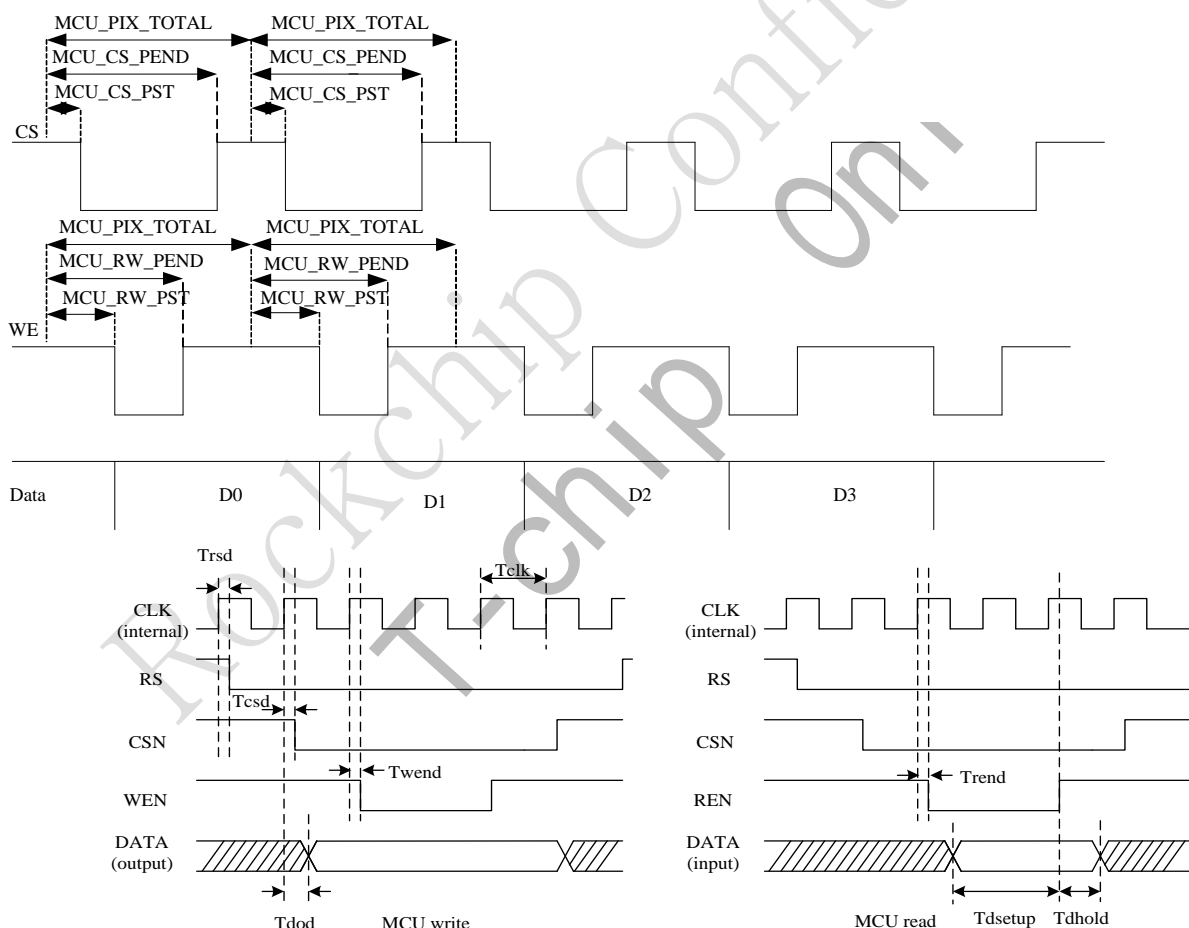 MCU_PIX_TOTAL MCU_PIX_TOTAL
MCU_CS_PEND MCU_CS_PEND
MCU_CS_PST MCU_CS_PST
CS
MCU_PIX_TOTAL MCU_PIX_TOTAL
MCU_RW_PEND MCU_RW_PEND
MCU_RW_PST MCU_RW_PST
WE
Data D0 D1 D2 D3
Trsd
Tclk
CLK
(internal)
RS
Tcsd
CSN
Twend
WEN
DATA
(output)
Tdod MCU write
CLK
(internal)
RS
CSN
Trend
REN
DATA
(input)
MCU read Tdsetup Tdhold
Rockchip
T-chip